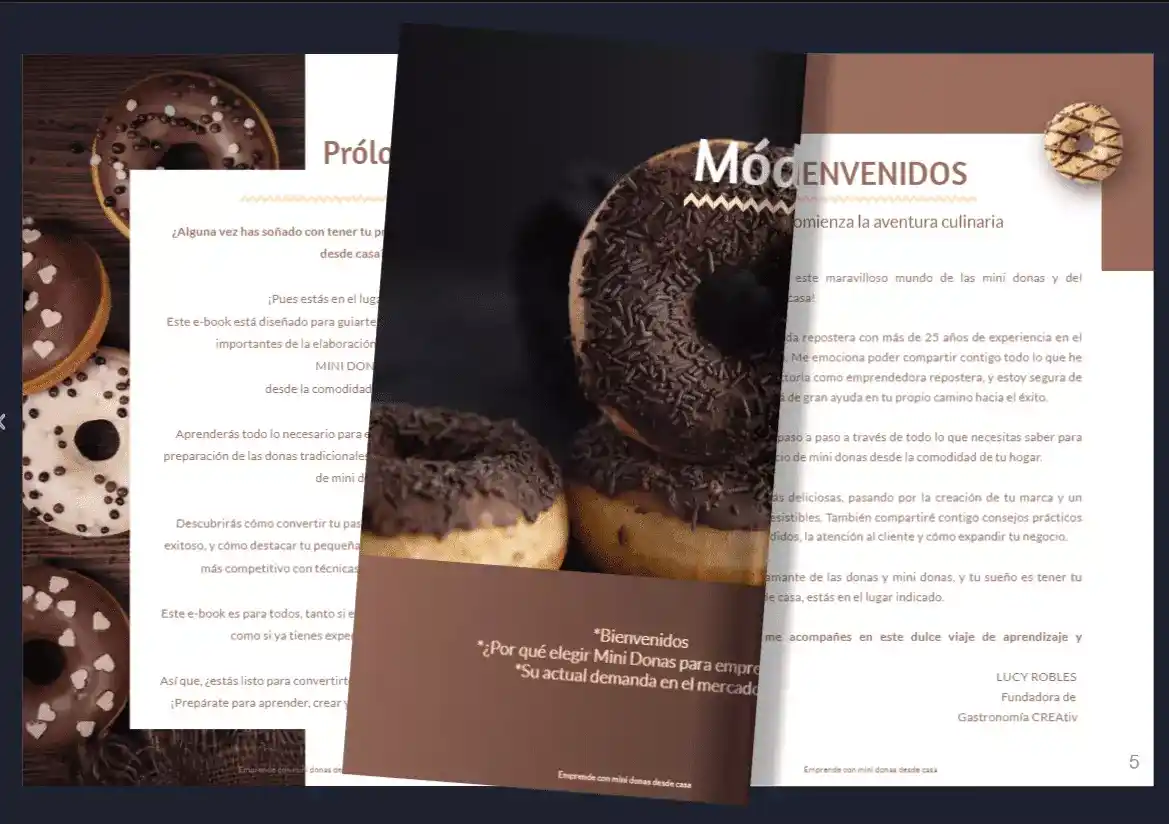 Prólo
¿Alguna vez has soñado con tener tu
desde casa?
¡Pues estás en el luga
Este e-book está diseñado para guiarte
importantes de la elaboración
MINI DON
desde la comodidad
Aprenderás todo lo necesario para
preparación de las donas tradicionales
de mini d
Descubrirás cómo convertir tu pas
exitoso, y cómo destacar tu pequeña
más competitivo con técnicas
Este e-book es para todos, tanto si e
como si ya tienes expe
Así que, ¿estás listo para convertirt
¡Prepárate para aprender, crear y
Emprende con mini donas de
Mód
*Bienvenidos
*¿Por qué elegir Mini Donas para empre
*Su actual demanda en el mercado
Emprende con mini donas desde casa
ENVENIDOS
omienza la aventura culinaria
este maravilloso mundo de las mini donas y del
casa!
da repostera con más de 25 años de experiencia en el
Me emociona poder compartir contigo todo lo que he
ctoria como emprendedora repostera, y estoy segura de
de gran ayuda en tu propio camino hacia el éxito.
paso a paso a través de todo lo que necesitas saber para
cio de mini donas desde la comodidad de tu hogar.
ás deliciosas, pasando por la creación de tu marca y un
esistibles. También compartiré contigo consejos prácticos
didos, la atención al cliente y cómo expandir tu negocio.
amante de las donas y mini donas, y tu sueño es tener tu
de casa, estás en el lugar indicado.
me acompañes en este dulce viaje de aprendizaje y
LUCY ROBLES
Fundadora de
Gastronomía CREAtiv
Emprende con mini donas desde casa
5